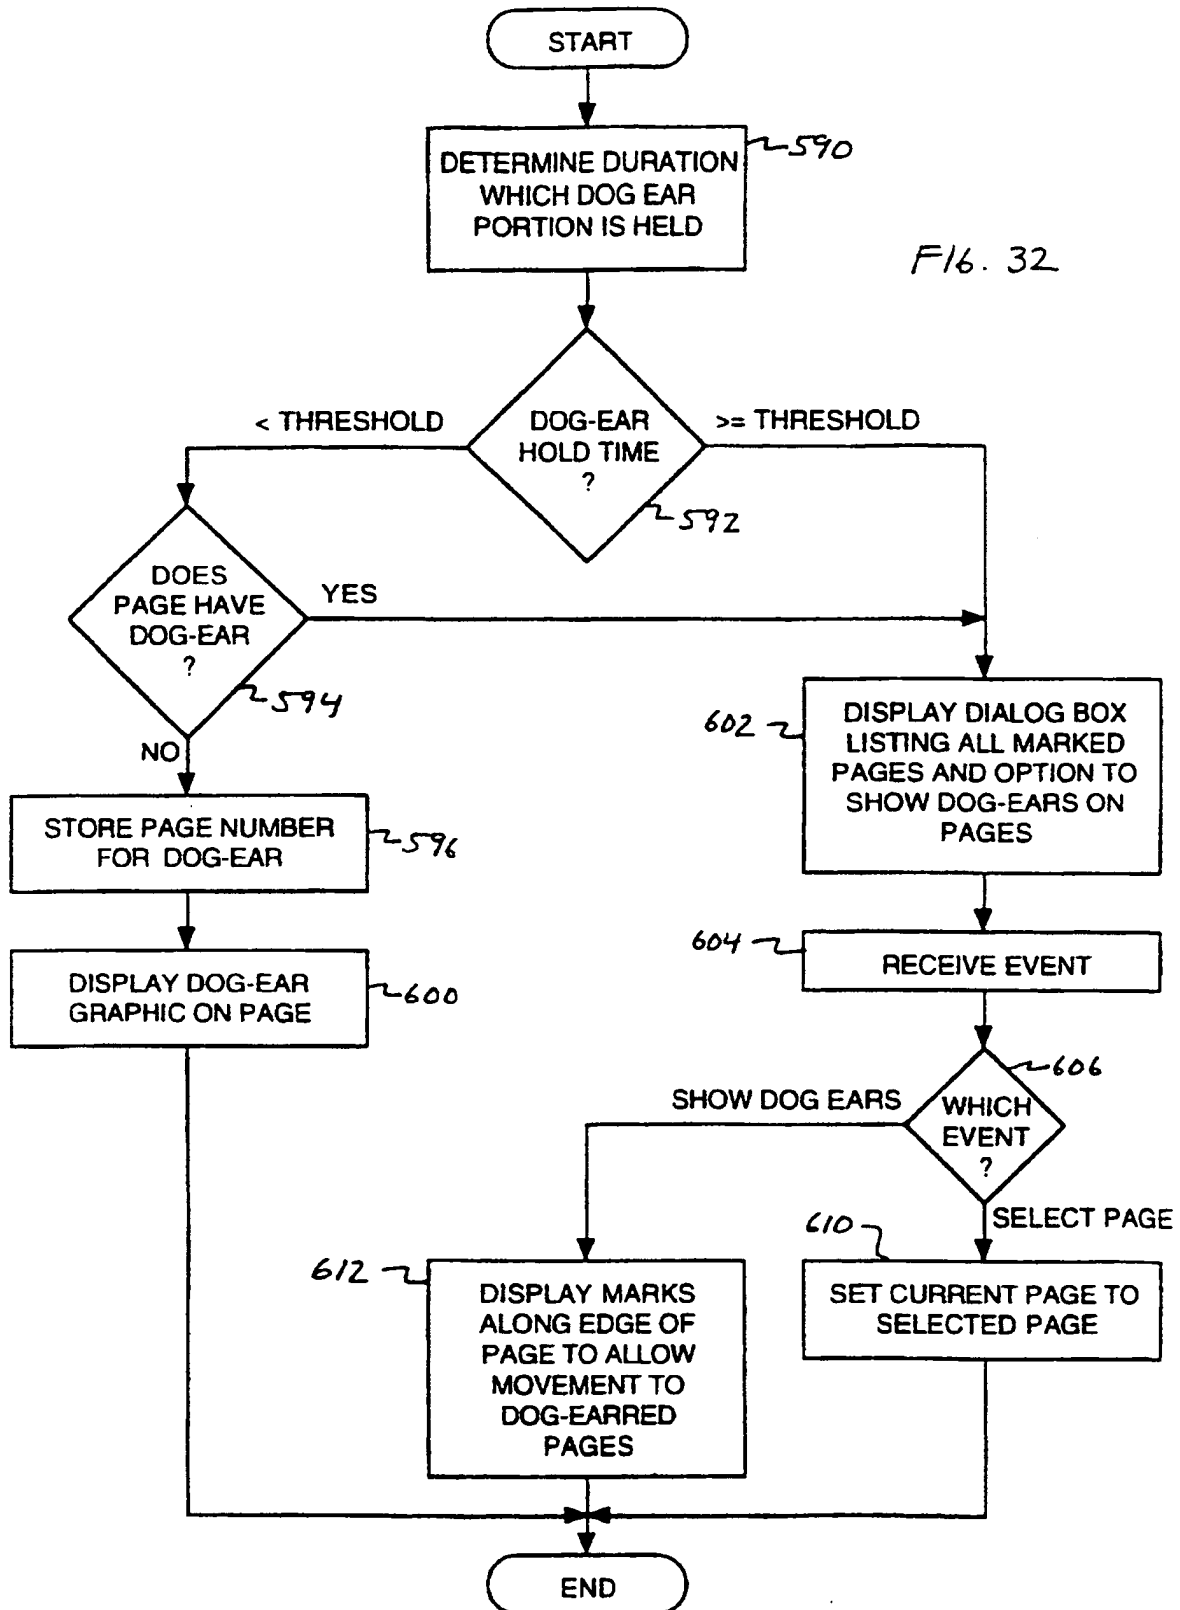 START
DETERMINE DURATION
WHICH DOG EAR
PORTION IS HELD
590
FIG. 32
< THRESHOLD
DOG-EAR
HOLD TIME
?
>= THRESHOLD
592
DOES
PAGE HAVE
DOG-EAR
?
YES
594
NO
STORE PAGE NUMBER
FOR DOG-EAR
596
DISPLAY DOG-EAR
GRAPHIC ON PAGE
600
602
DISPLAY DIALOG BOX
LISTING ALL MARKED
PAGES AND OPTION TO
SHOW DOG-EARS ON
PAGES
604
RECEIVE EVENT
606
SHOW DOG EARS
WHICH
EVENT
?
SELECT PAGE
610
SET CURRENT PAGE TO
SELECTED PAGE
612
DISPLAY MARKS
ALONG EDGE OF
PAGE TO ALLOW
MOVEMENT TO
DOG-EARRED
PAGES
END